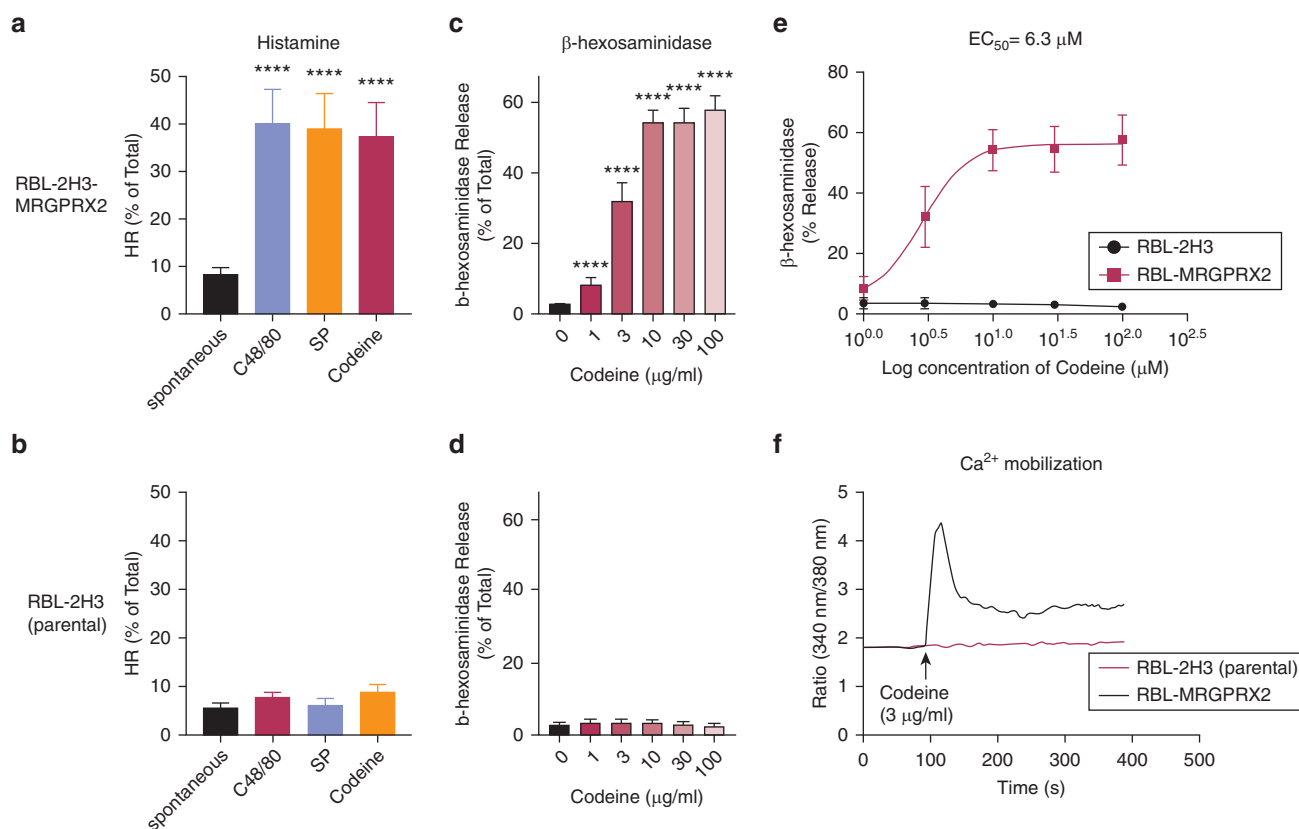 a
Histamine
RBL-2H3-
MRGPRX2
HR (% of Total)
50
40
30
20
10
0
****
****
****
spontaneous
C48/80
SP
Codeine
c
β-hexosaminidase
b-hexosaminidase Release
(% of Total)
60
40
20
0
****
****
****
****
****
0
1
3
10
30
100
Codeine (μg/ml)
e
EC50= 6.3 μM
β-hexosaminidase
(% Release)
80
60
40
20
0
RBL-2H3
RBL-MRGPRX2
10^0.0
10^0.5
10^1.0
10^1.5
10^2.0
10^2.5
Log concentration of Codeine (μM)
b
RBL-2H3
(parental)
HR (% of Total)
50
40
30
20
10
0
spontaneous
C48/80
SP
Codeine
d
b-hexosaminidase Release
(% of Total)
60
40
20
0
0
1
3
10
30
100
Codeine (μg/ml)
f
Ca2+ mobilization
Ratio (340 nm/380 nm)
5
4
3
2
1
0
Codeine
(3 μg/ml)
RBL-2H3 (parental)
RBL-MRGPRX2
0
100
200
300
400
500
Time (s)